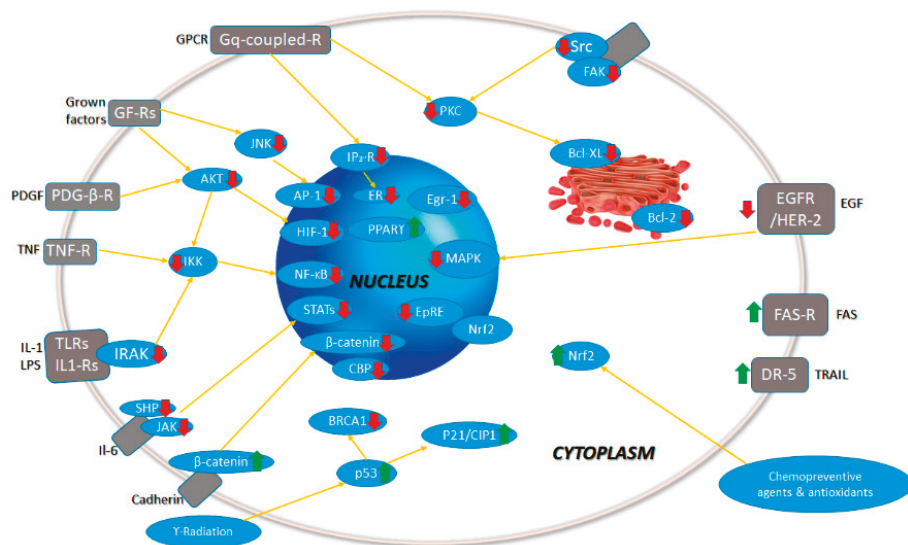 GPCR
Gq-coupled-R
Src
FAK
Grown
factors
GF-Rs
PKC
JNK
IP₃-R
Bcl-XL
AKT
PDGF
PDG-β-R
AP-1
ER
Egr-1
Bcl-2
EGFR
/HER-2
EGF
HIF-1
PPARY
TNF
TNF-R
IKK
MAPK
NF-κB
NUCLEUS
STATs
EpRE
Nrf2
FAS-R
FAS
IL-1
LPS
TLRs
IL1-Rs
IRAK
β-catenin
CBP
Nrf2
DR-5
TRAIL
SHP
JAK
Il-6
BRCA1
P21/CIP1
CYTOPLASM
β-catenin
p53
Cadherin
Chemopreventive
agents & antioxidants
ϒ-Radiation